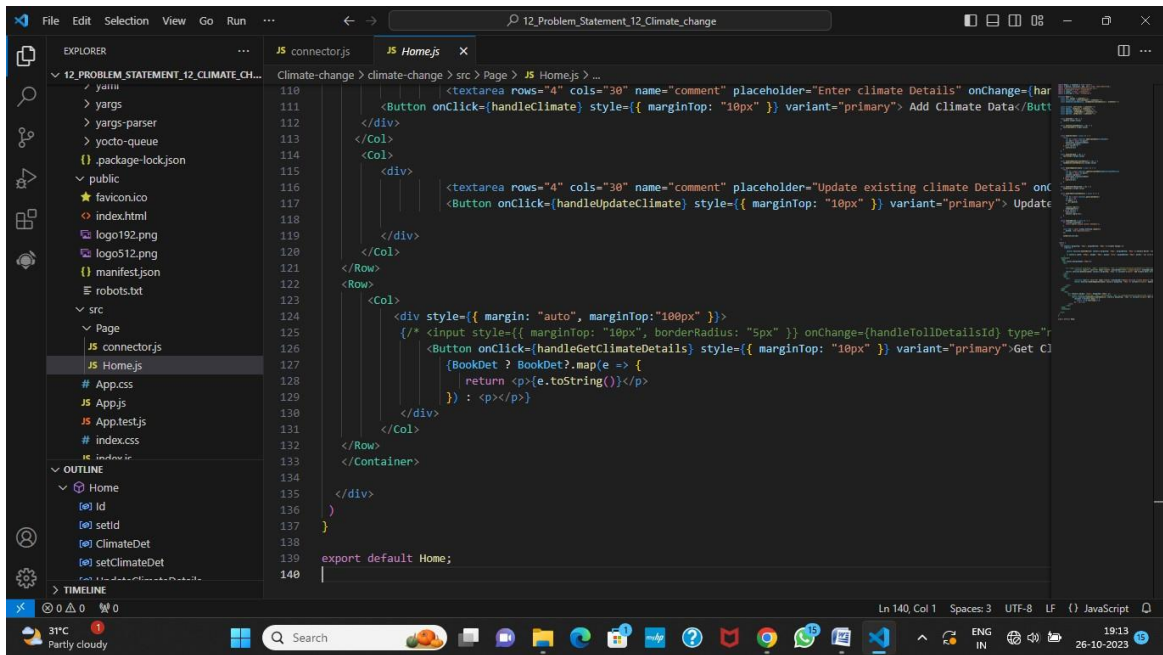 File Edit Selection View Go Run ··· 12_Problem_Statement_12_Climate_change
EXPLORER ···
12_PROBLEM_STATEMENT_12_CLIMATE_CH...
yaml
> yargs
> yargs-parser
> yocto-queue
{} .package-lock.json
public
favicon.ico
<> index.html
logo192.png
logo512.png
{} manifest.json
robots.txt
src
Page
JS connector.js
JS Home.js
# App.css
JS App.js
JS App.test.js
# index.css
JS index.js
OUTLINE
Home
Id
setId
ClimateDet
setClimateDet
UpdateClimateDetails
> TIMELINE
JS connector.js JS Home.js ×
Climate-change > climate-change > src > Page > JS Home.js > ...
110 <textarea rows="4" cols="30" name="comment" placeholder="Enter climate Details" onChange={har
111 <Button onClick={handleClimate} style={{ marginTop: "10px" }} variant="primary"> Add Climate Data</Butt
112 </div>
113 </Col>
114 <Col>
115 <div>
116 <textarea rows="4" cols="30" name="comment" placeholder="Update existing climate Details" onC
117 <Button onClick={handleUpdateClimate} style={{ marginTop: "10px" }} variant="primary"> Update
118
119 </div>
120 </Col>
121 </Row>
122 <Row>
123 <Col>
124 <div style={{ margin: "auto", marginTop:"100px" }}>
125 {/* <input style={{ marginTop: "10px", borderRadius: "5px" }} onChange={handleTollDetailsId} type="n
126 <Button onClick={handleGetClimateDetails} style={{ marginTop: "10px" }} variant="primary">Get Cl
127 {BookDet ? BookDet?.map(e => {
128 return <p>{e.toString()}</p>
129 }) : <p></p>}
130 </div>
131 </Col>
132 </Row>
133 </Container>
134
135 </div>
136 )
137 }
138
139 export default Home;
140
0 0 0 Ln 140, Col 1 Spaces: 3 UTF-8 LF {} JavaScript
31°C 1
Partly cloudy
Search
1 5
ENG
IN
19:13
26-10-2023
15